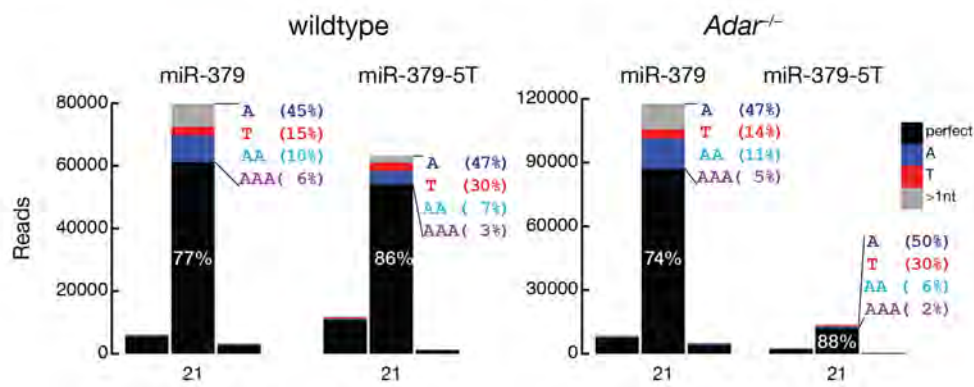 wildtype
Adar-/-
miR-379
miR-379-5T
miR-379
miR-379-5T
Reads
80000
60000
40000
20000
0
A (45%)
T (15%)
AA (10%)
AAA( 6%)
77%
21
A (47%)
T (30%)
AA ( 7%)
AAA( 3%)
86%
21
120000
90000
60000
30000
0
A (47%)
T (14%)
AA (11%)
AAA( 5%)
74%
21
A (50%)
T (30%)
AA ( 6%)
AAA( 2%)
88%
21
perfect
A
T
>1nt